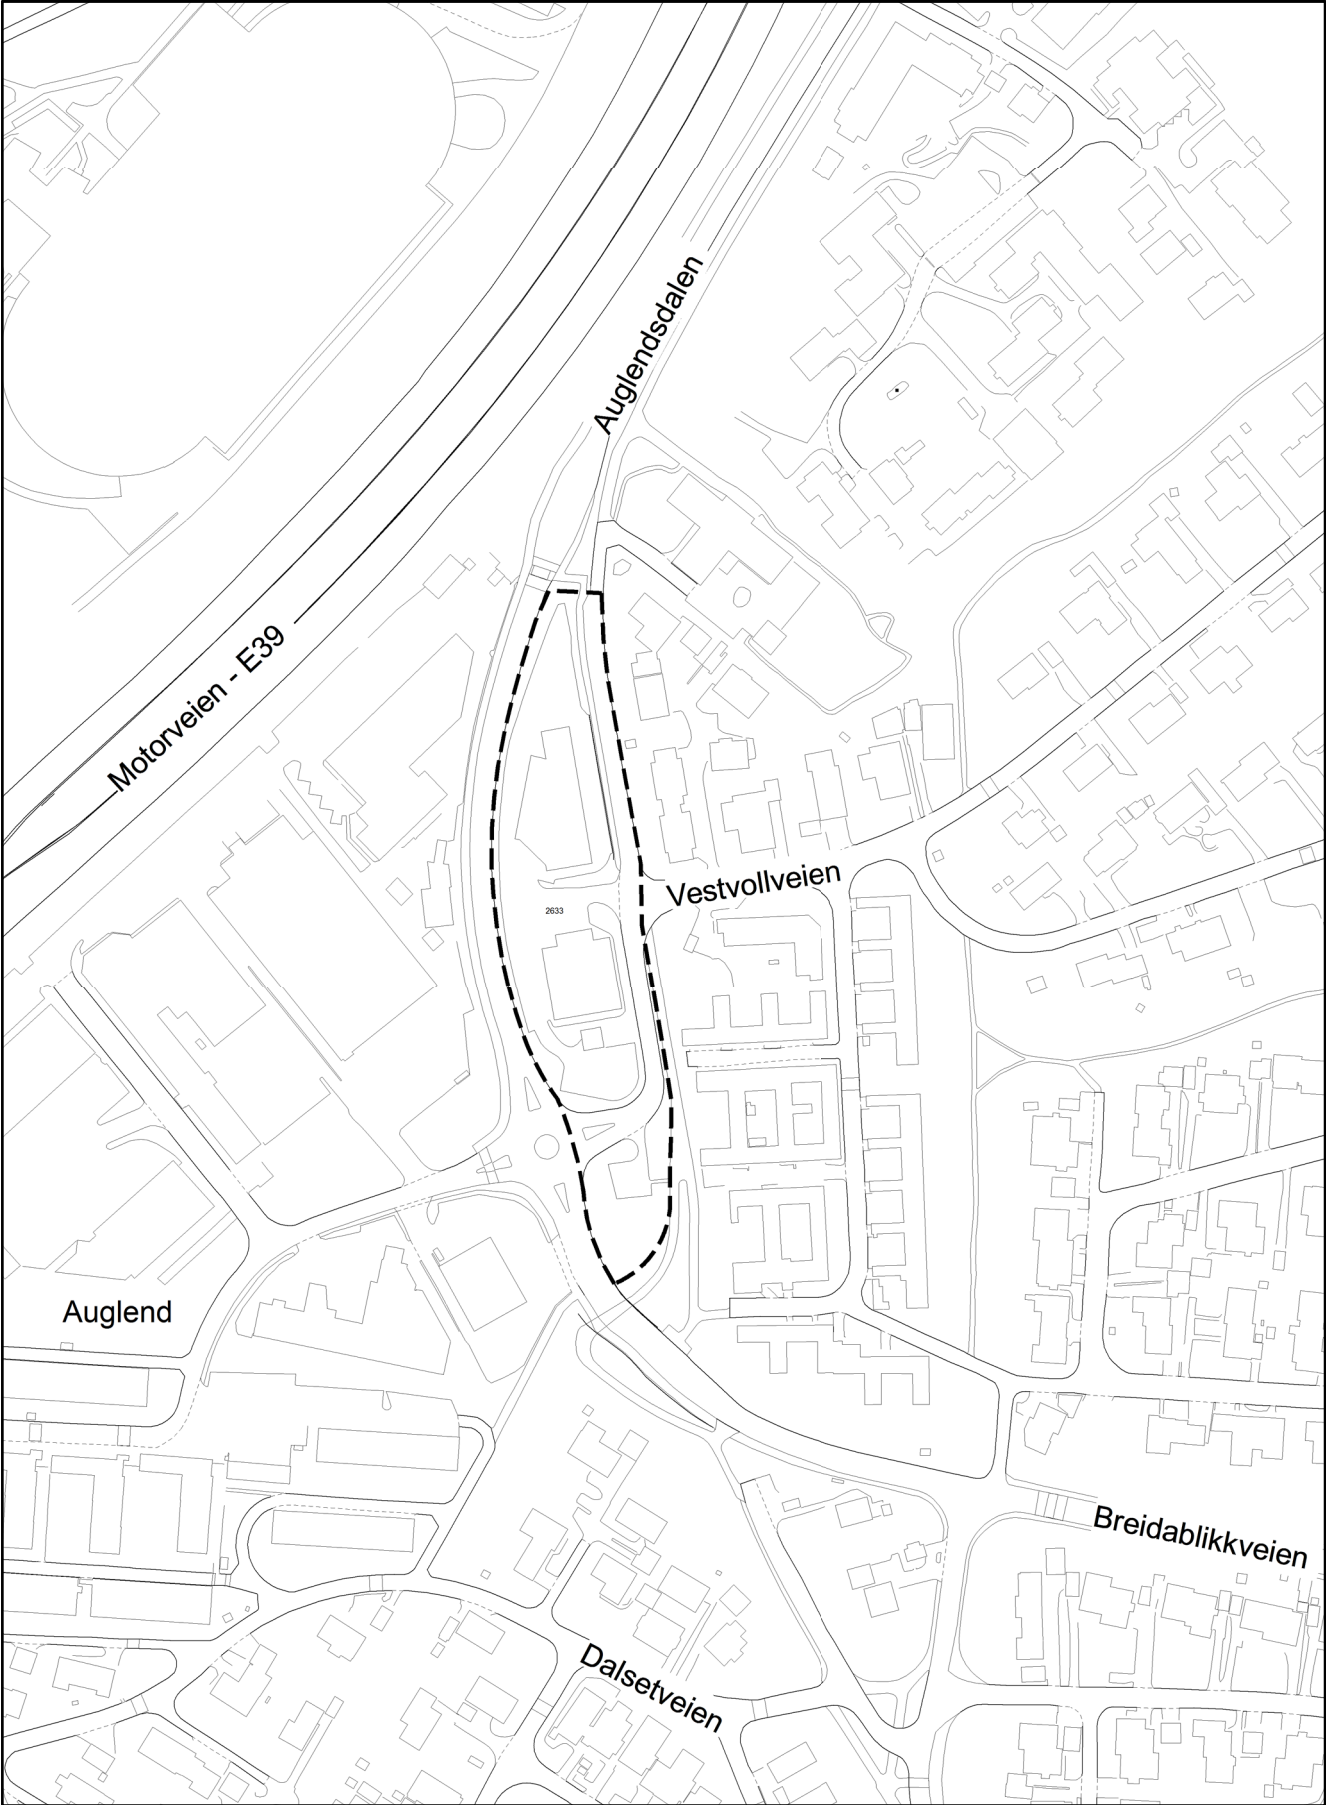 Auglendsdalen
Motorveien - E39
Vestvollveien
2633
Auglend
Breidablikkveien
Dalsetveien